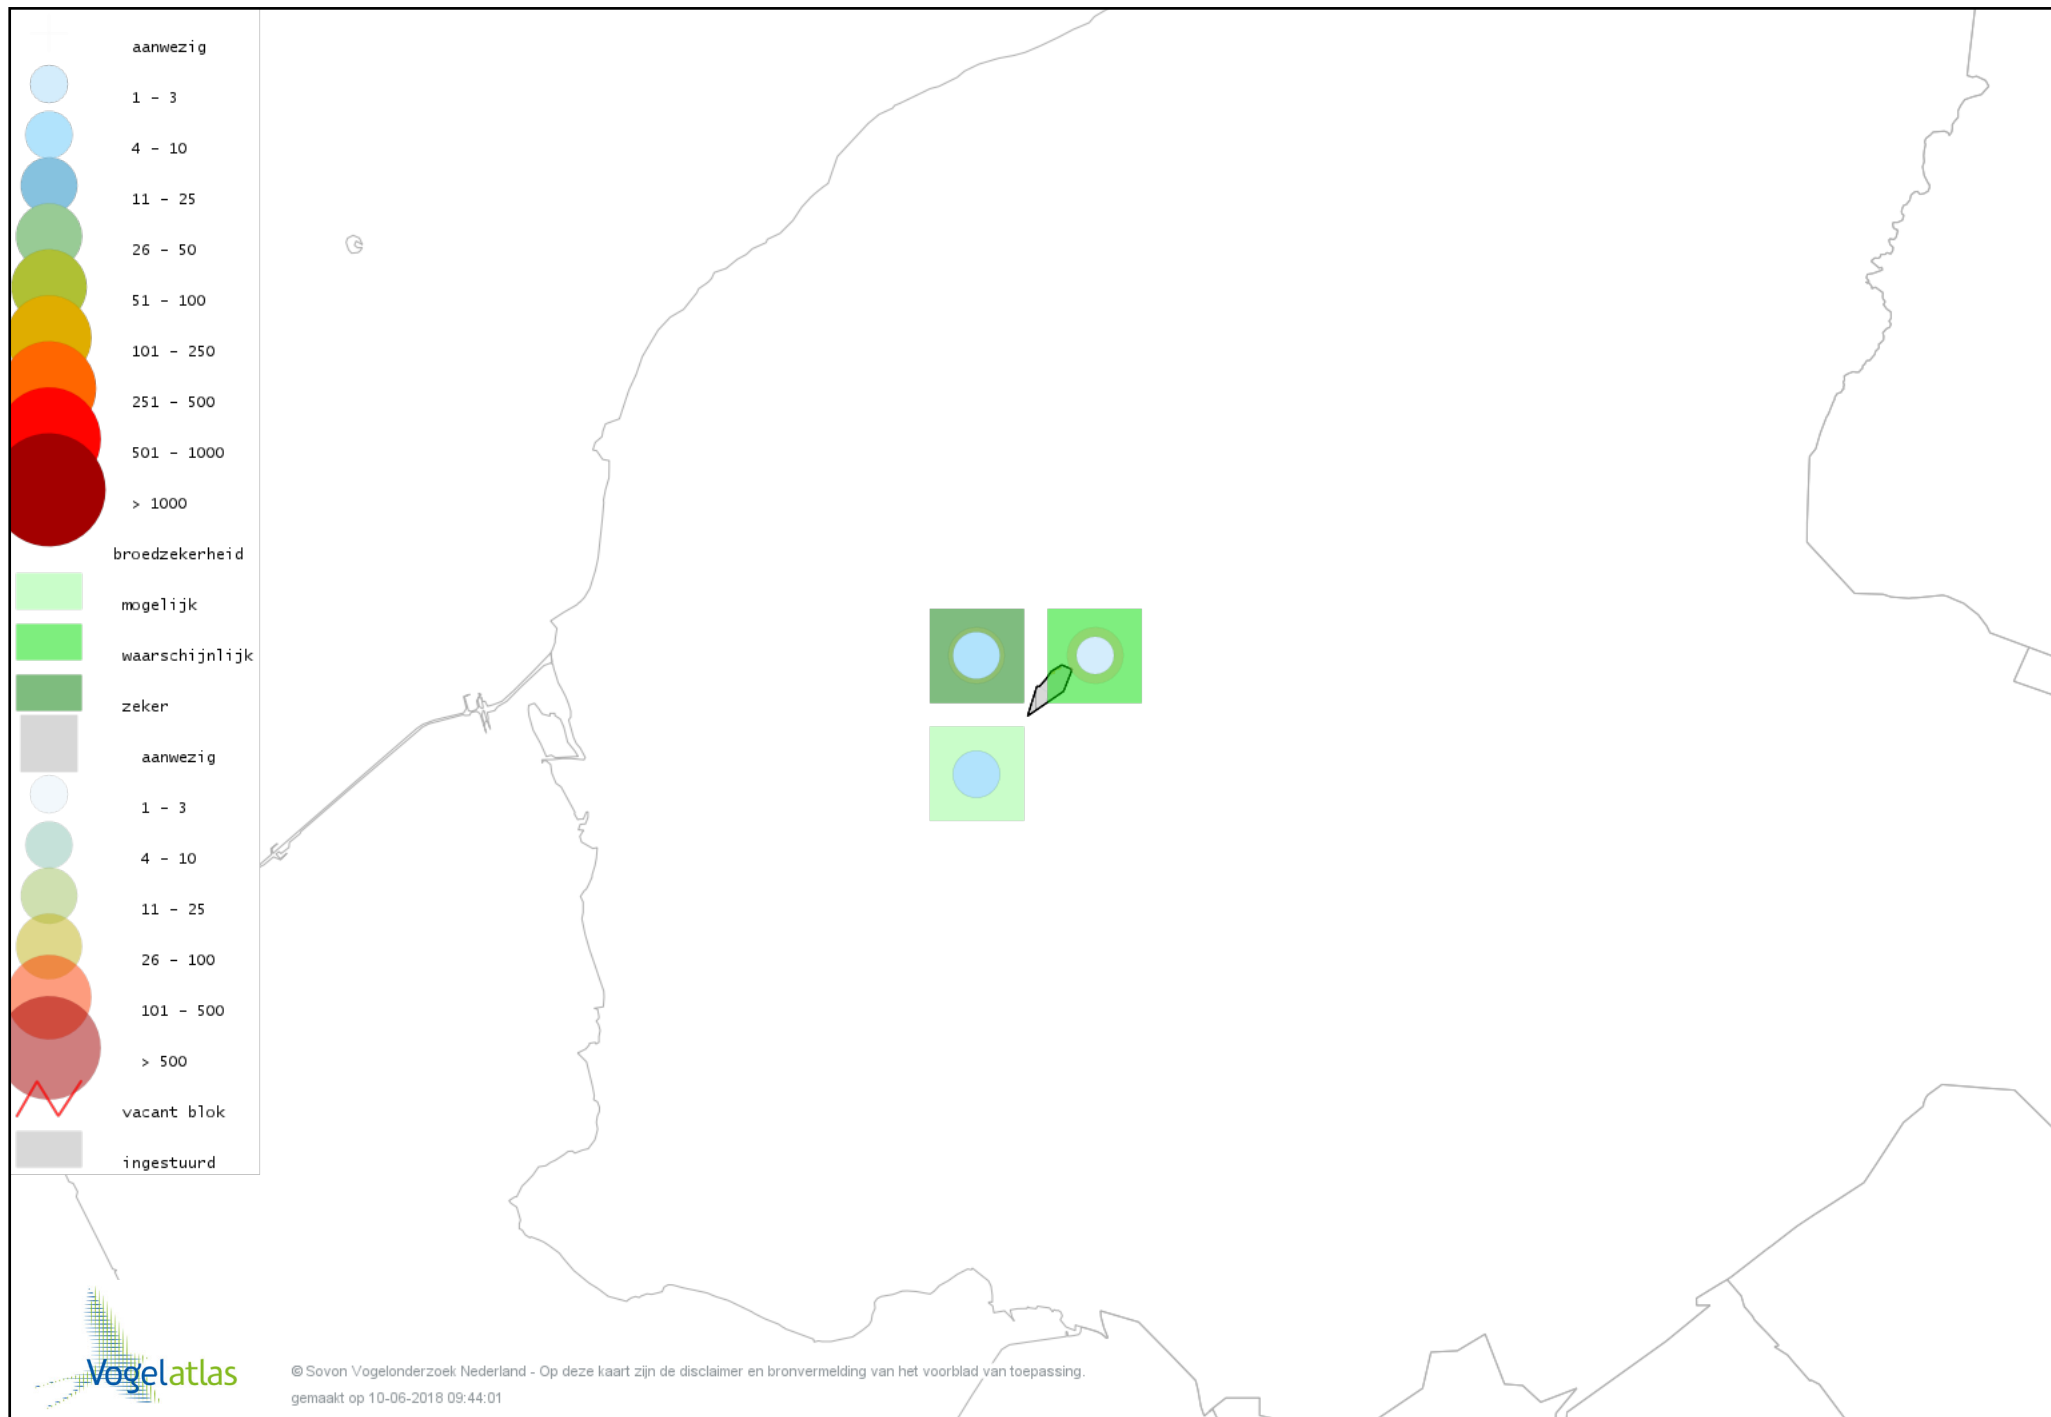 aanwezig
1 - 3
4 - 10
11 - 25
26 - 50
51 - 100
101 - 250
251 - 500
501 - 1000
> 1000
broedzekerheid
mogelijk
waarschijnlijk
zeker
aanwezig
1 - 3
4 - 10
11 - 25
26 - 100
101 - 500
> 500
vacant blok
ingestuurd
Vogelatlas
© Sovon Vogelonderzoek Nederland - Op deze kaart zijn de disclaimer en bronvermelding van het voorblad van toepassing.
gemaakt op 10-06-2018 09:44:01